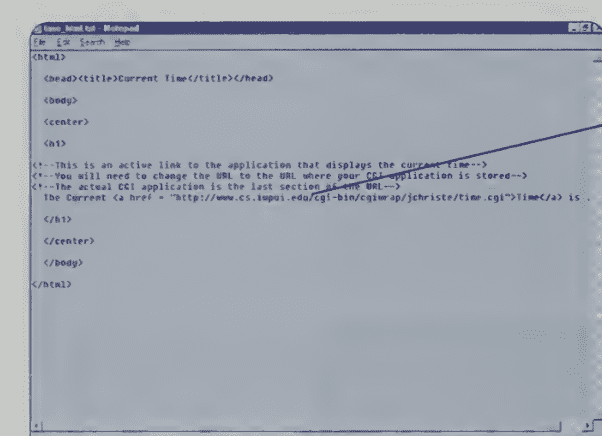 time_html.txt - Notepad
File Edit Search Help
<html>
<head><title>Current Time</title></head>
<body>
<center>
<h1>
<!--This is an active link to the application that displays the current time-->
<!--You will need to change the URL to the URL where your CGI application is stored-->
<!--The actual CGI application is the last section of the URL-->
The Current <a href = "http://www.cs.iupui.edu/cgi-bin/cgiwrap/jchriste/time.cgi">Time</a> is .
</h1>
</center>
</body>
</html>